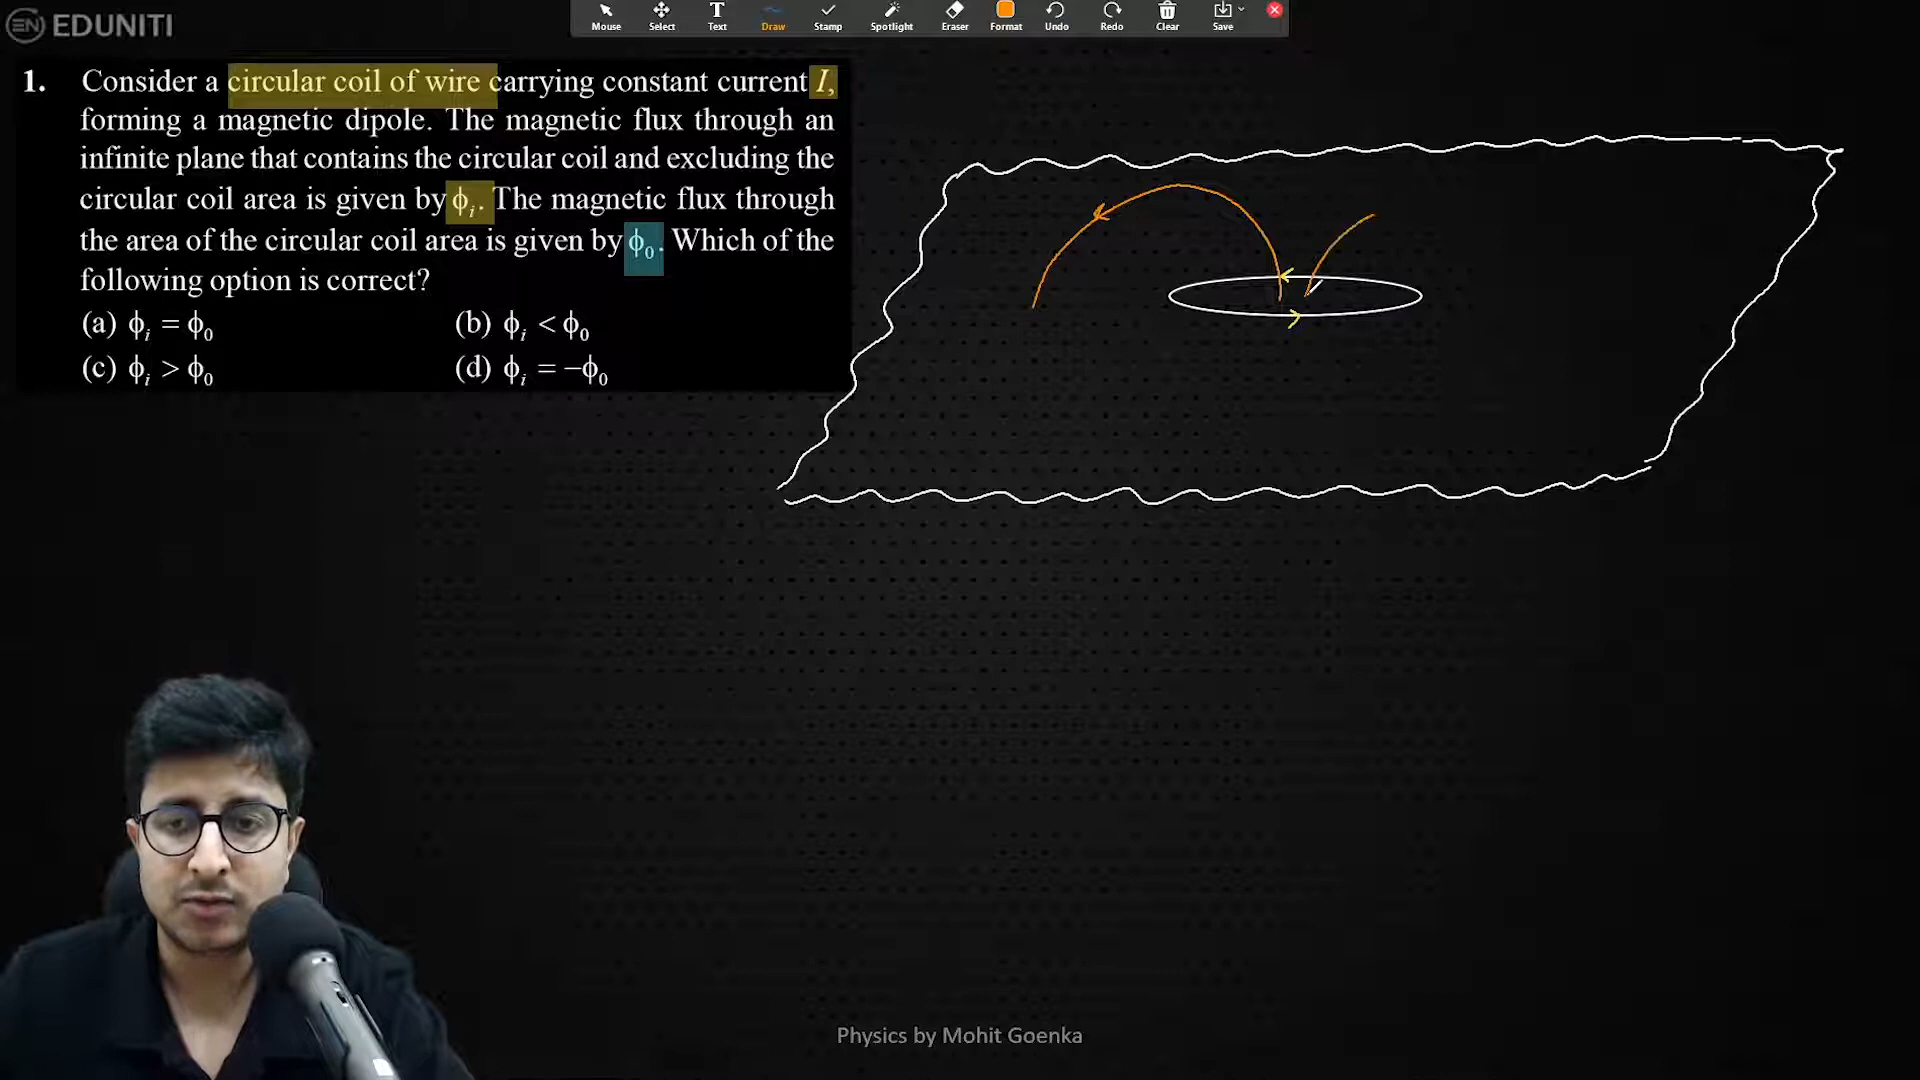 EN EDUNITI
Mouse Select Text Draw Stamp Spotlight Eraser Format Undo Redo Clear Save
1. Consider a circular coil of wire carrying constant current I,
forming a magnetic dipole. The magnetic flux through an
infinite plane that contains the circular coil and excluding the
circular coil area is given by ϕᵢ. The magnetic flux through
the area of the circular coil area is given by ϕ₀. Which of the
following option is correct?
(a) ϕᵢ = ϕ₀ (b) ϕᵢ < ϕ₀
(c) ϕᵢ > ϕ₀ (d) ϕᵢ = −ϕ₀
Physics by Mohit Goenka